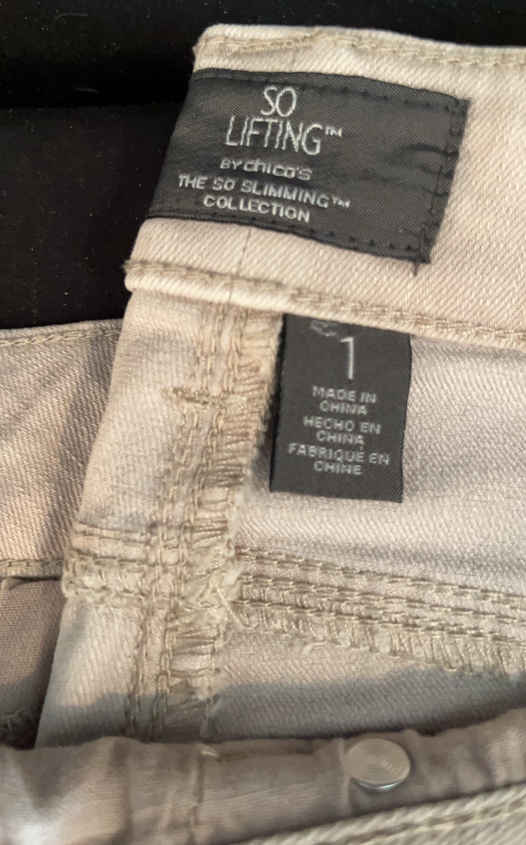 SO
LIFTING™
BY chico's
THE SO SLIMMING™
COLLECTION
1
MADE IN
CHINA
HECHO EN
CHINA
FABRIQUÉ EN
CHINE